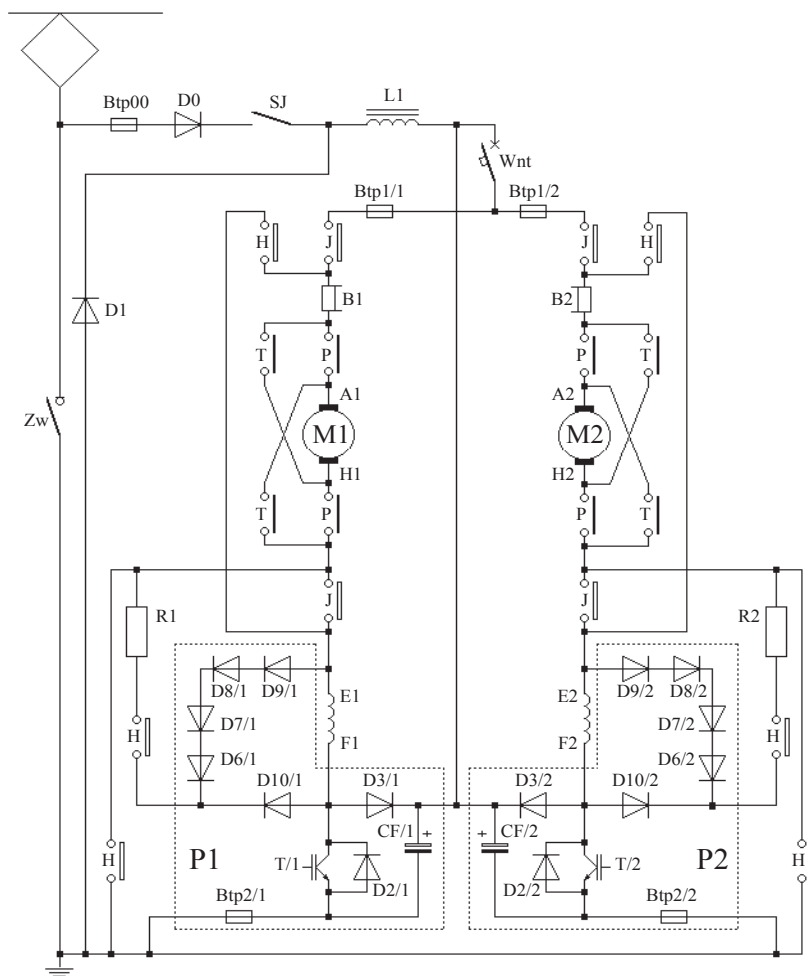 Btp00 D0 SJ L1
Wnt
Btp1/1 Btp1/2
H J J H
B1 B2
D1
T P P T
Zw
A1 A2
M1 M2
H1 H2
T P P T
R1 J J R2
D8/1 D9/1 E1 E2 D9/2 D8/2
D7/1 D7/2
H F1 F2 H
D6/1 D6/2
D10/1 D3/1 D3/2 D10/2
CF/1 + + CF/2
H P1 T/1 T/2 P2 H
D2/1 D2/2
Btp2/1 Btp2/2